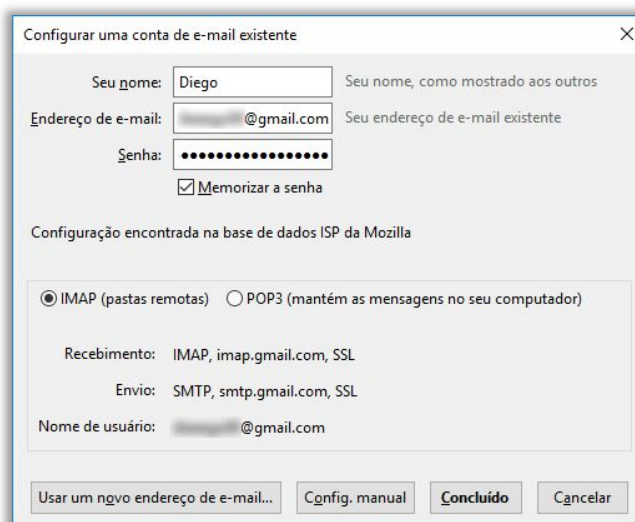 Configurar uma conta de e-mail existente
Seu nome: Diego Seu nome, como mostrado aos outros
Endereço de e-mail: @gmail.com Seu endereço de e-mail existente
Senha: •••••••••••••••••
Memorizar a senha
Configuração encontrada na base de dados ISP da Mozilla
IMAP (pastas remotas) POP3 (mantém as mensagens no seu computador)
Recebimento: IMAP, imap.gmail.com, SSL
Envio: SMTP, smtp.gmail.com, SSL
Nome de usuário: @gmail.com
Usar um novo endereço de e-mail... Config. manual Concluído Cancelar